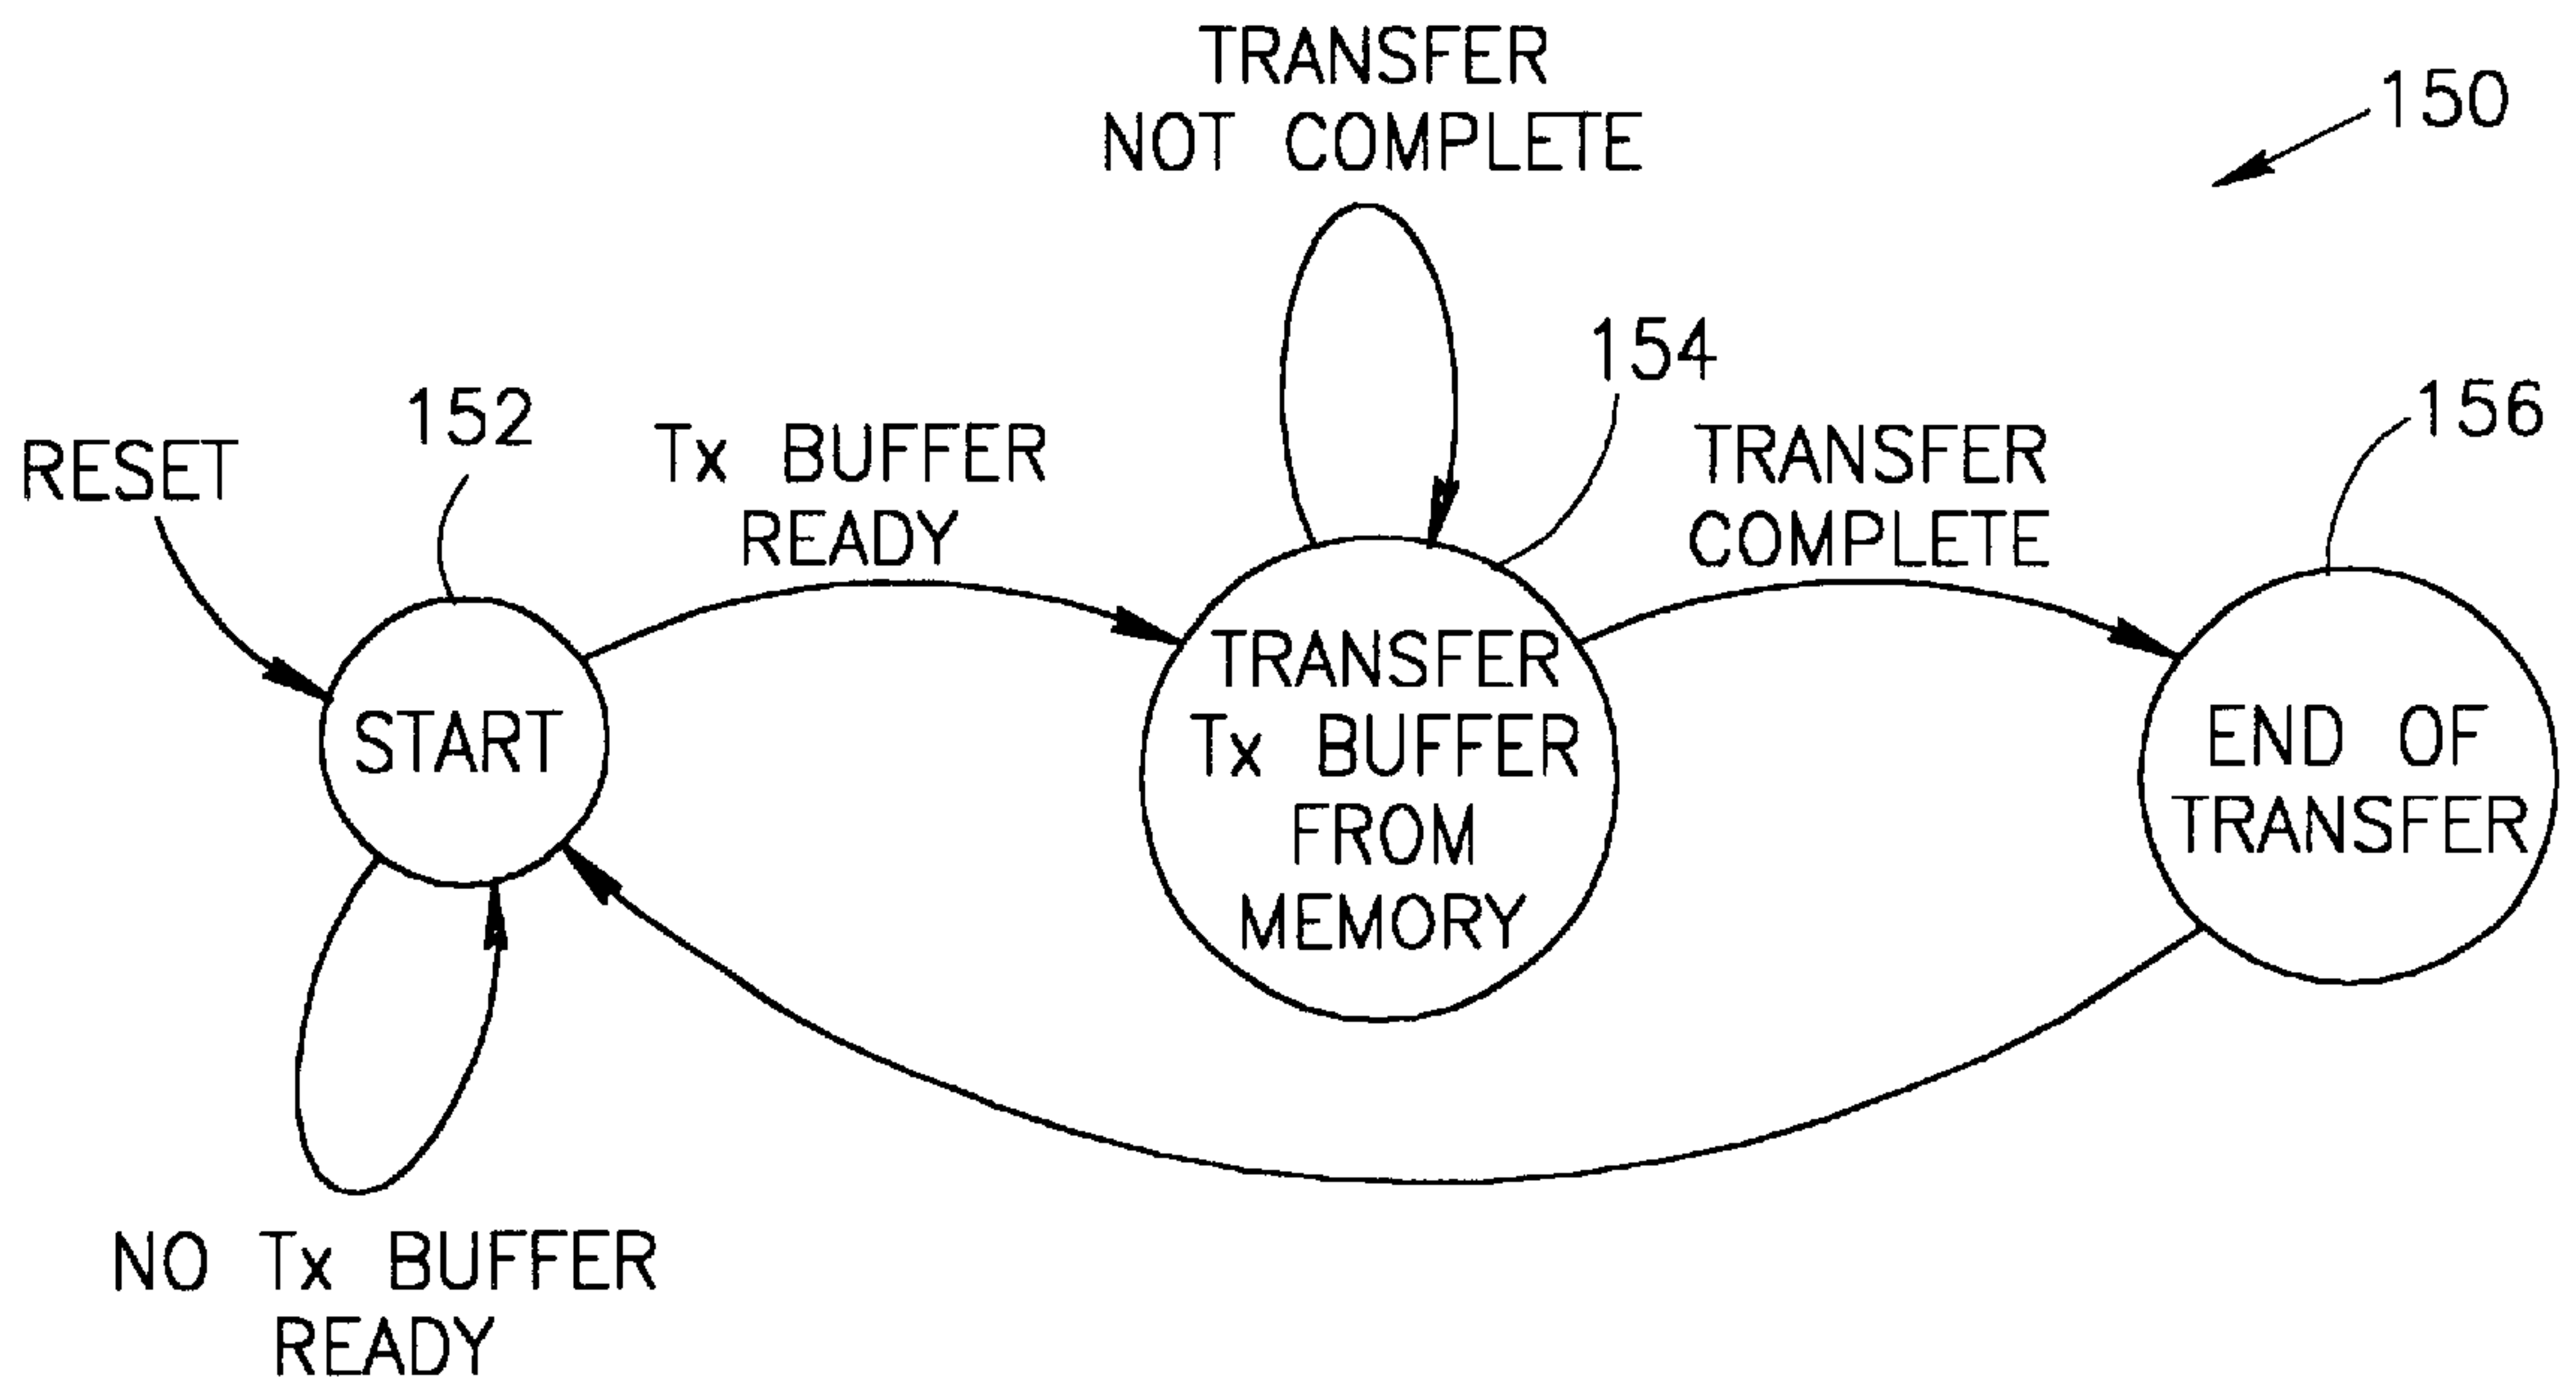 TRANSFER
NOT COMPLETE
150
154
152
156
RESET
Tx BUFFER
READY
TRANSFER
COMPLETE
START
TRANSFER
Tx BUFFER
FROM
MEMORY
END OF
TRANSFER
NO Tx BUFFER
READY